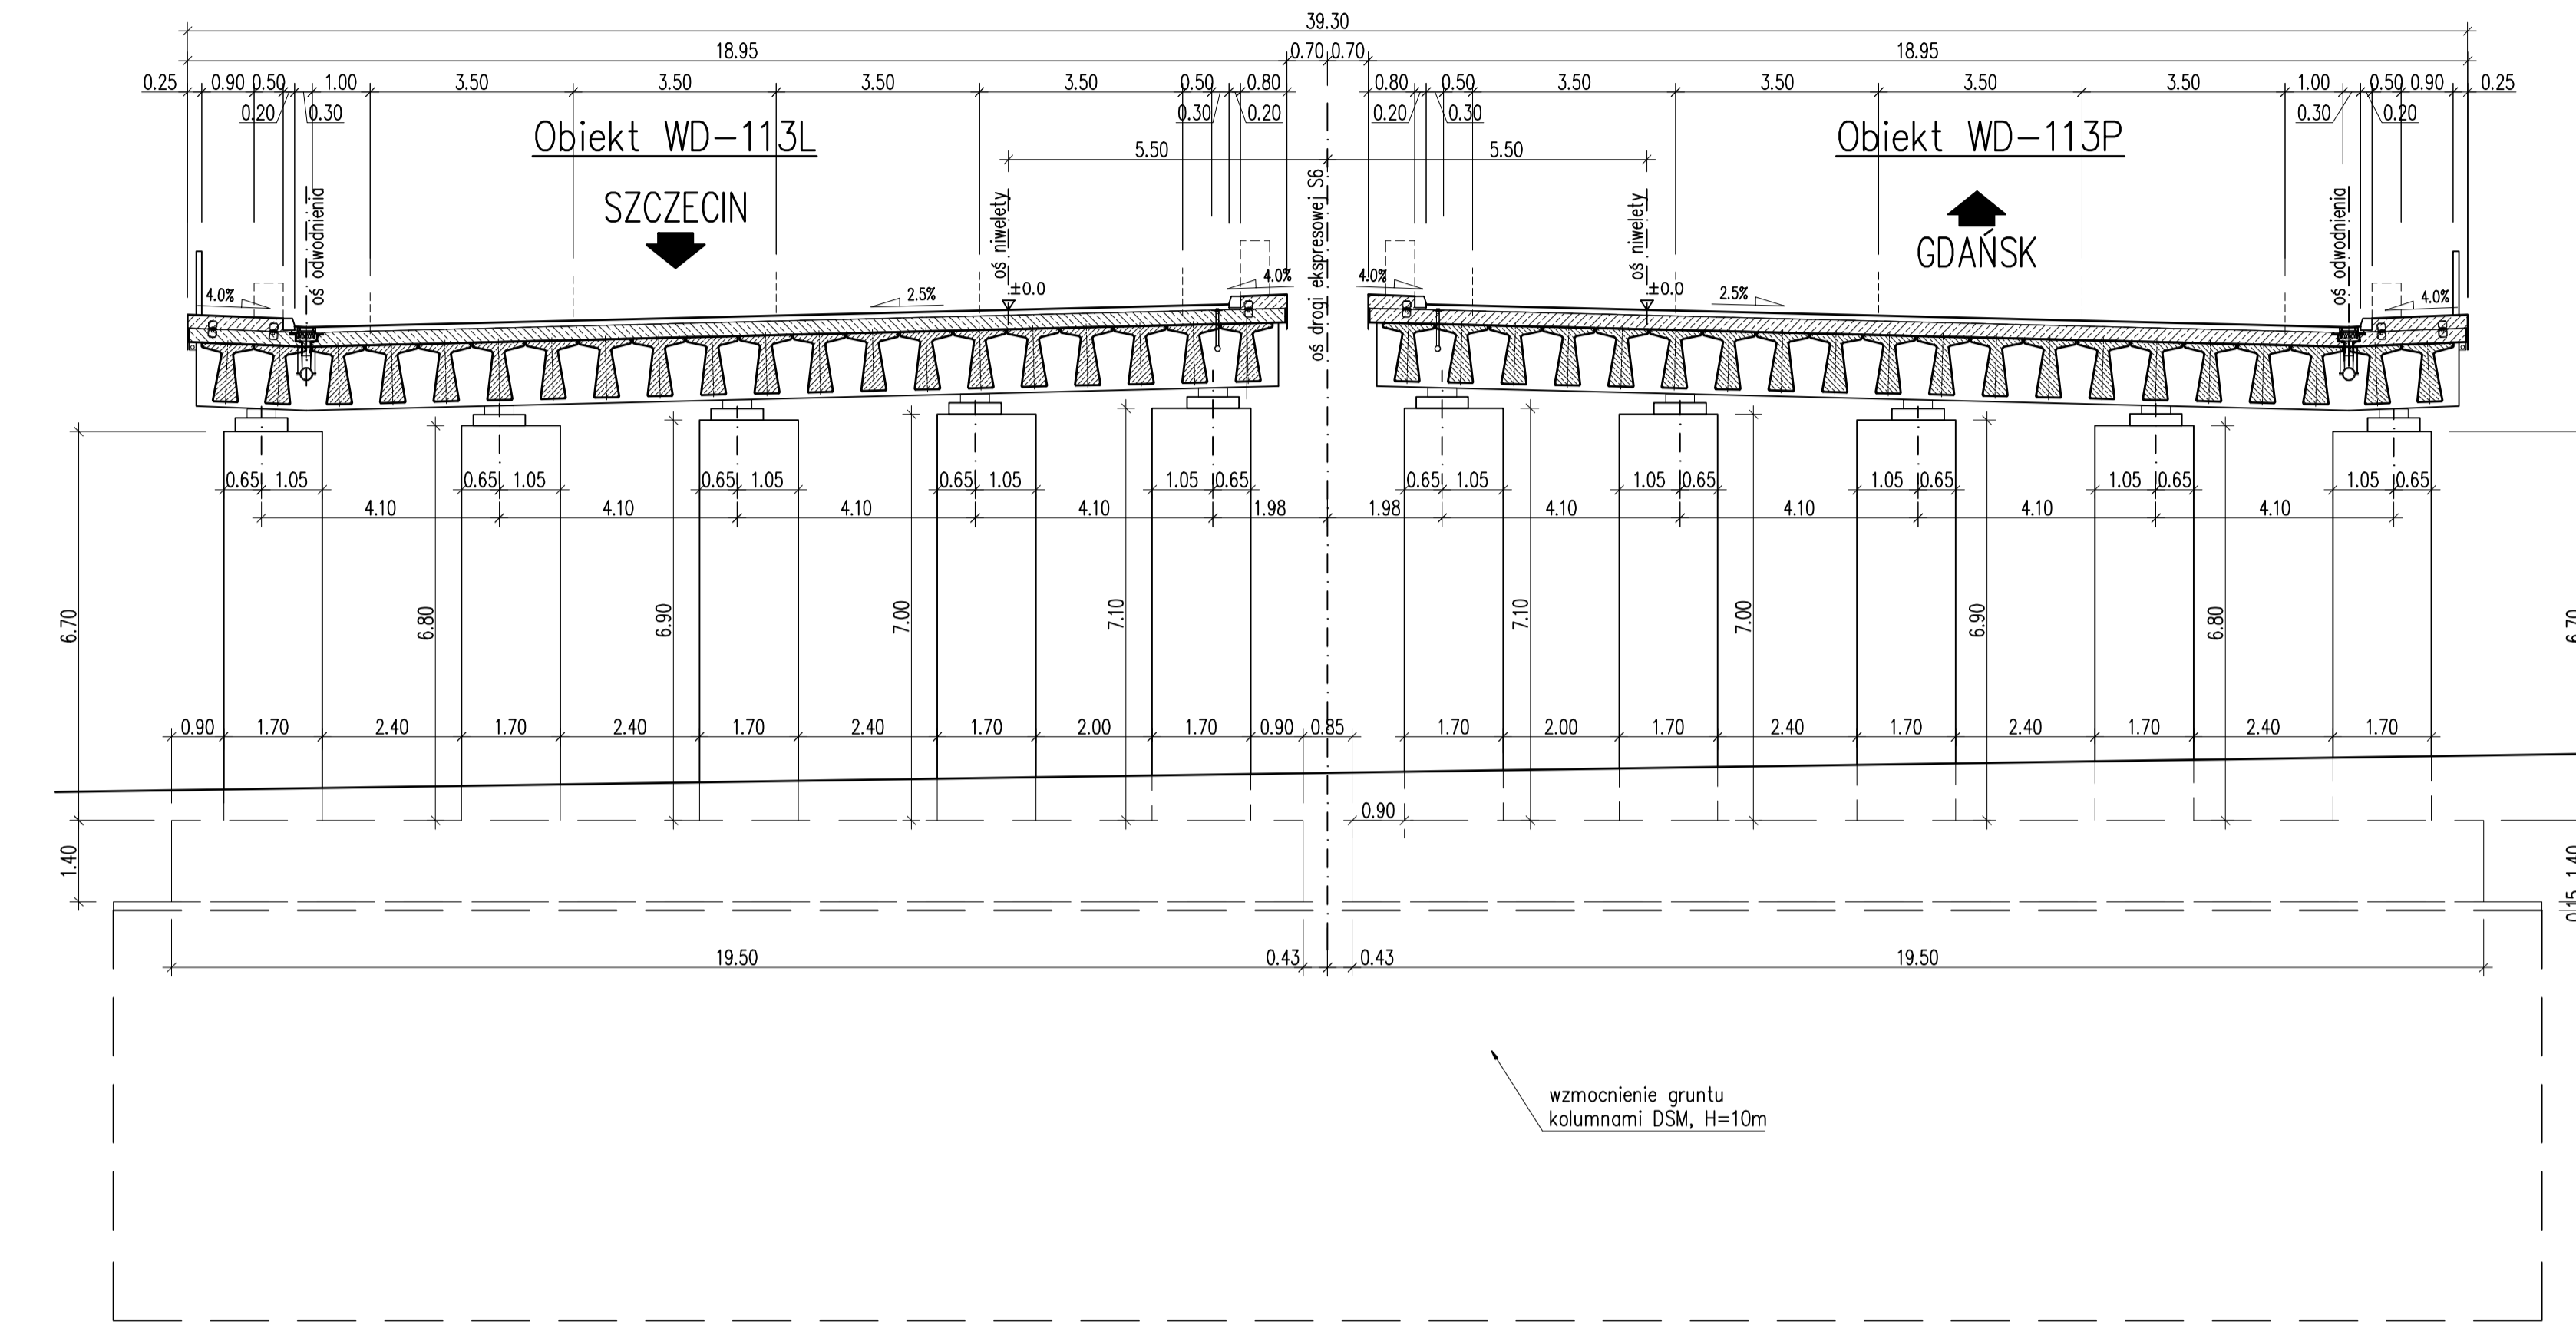 39.30
18.95 0.70 0.70 18.95
0.25 0.90 0.50 1.00 3.50 3.50 3.50 3.50 0.50 0.80 0.80 0.50 3.50 3.50 3.50 3.50 1.00 0.50 0.90 0.25
0.20 0.30 0.30 0.20 0.20 0.30 0.30 0.20
Obiekt WD-113L
Obiekt WD-113P
5.50 5.50
SZCZECIN
GDAŃSK
oś odwodnienia
oś niwelety
oś drogi ekspresowej S6
oś niwelety
oś odwodnienia
4.0% 2.5% ±0.0 4.0% 4.0% ±0.0 2.5% 4.0%
0.65 1.05 0.65 1.05 0.65 1.05 0.65 1.05 1.05 0.65 0.65 1.05 1.05 0.65 1.05 0.65 1.05 0.65 1.05 0.65
4.10 4.10 4.10 4.10 1.98 1.98 4.10 4.10 4.10 4.10
6.70 6.80 6.90 7.00 7.10 7.10 7.00 6.90 6.80 6.70
0.90 1.70 2.40 1.70 2.40 1.70 2.40 1.70 2.00 1.70 0.90 0.85 1.70 2.00 1.70 2.40 1.70 2.40 1.70 2.40 1.70
0.90
1.40
1.40
0.15
19.50 0.43 0.43 19.50
wzmocnienie gruntu
kolumnami DSM, H=10m